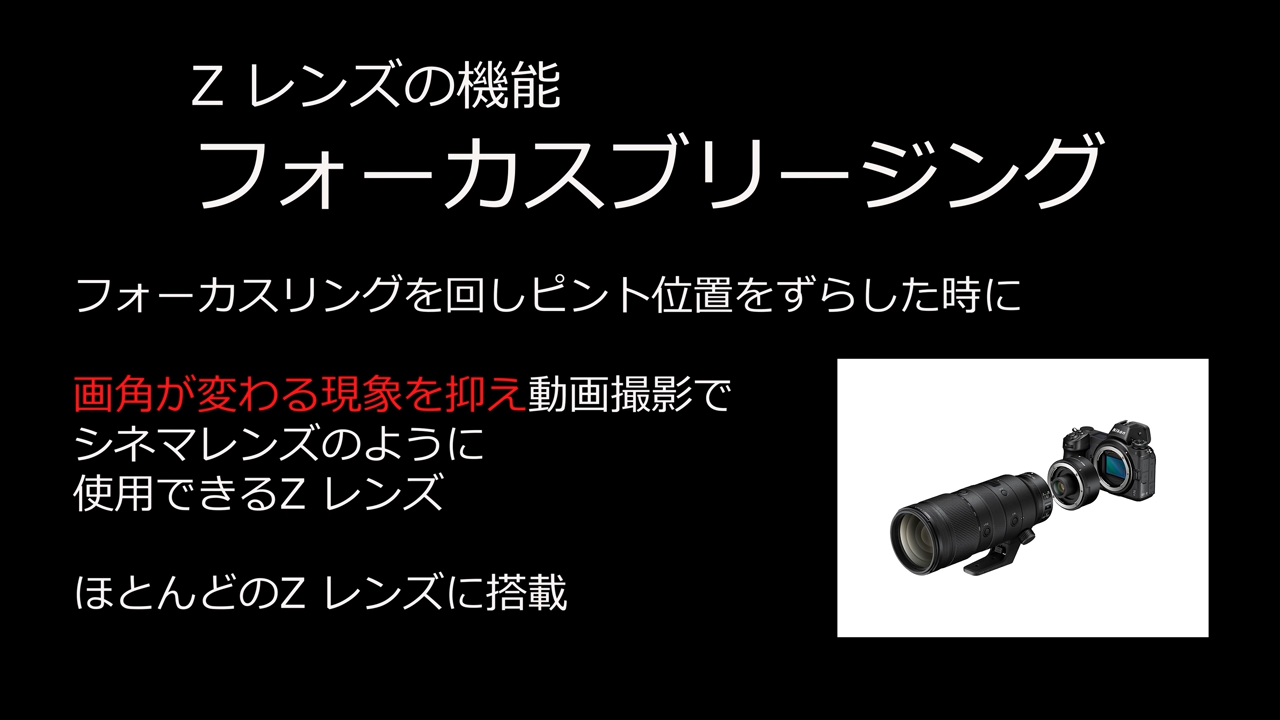 Z レンズの機能
フォーカスブリージング
フォーカスリングを回しピント位置をずらした時に
画角が変わる現象を抑え動画撮影で
シネマレンズのように
使用できるZ レンズ
ほとんどのZ レンズに搭載
Nikon